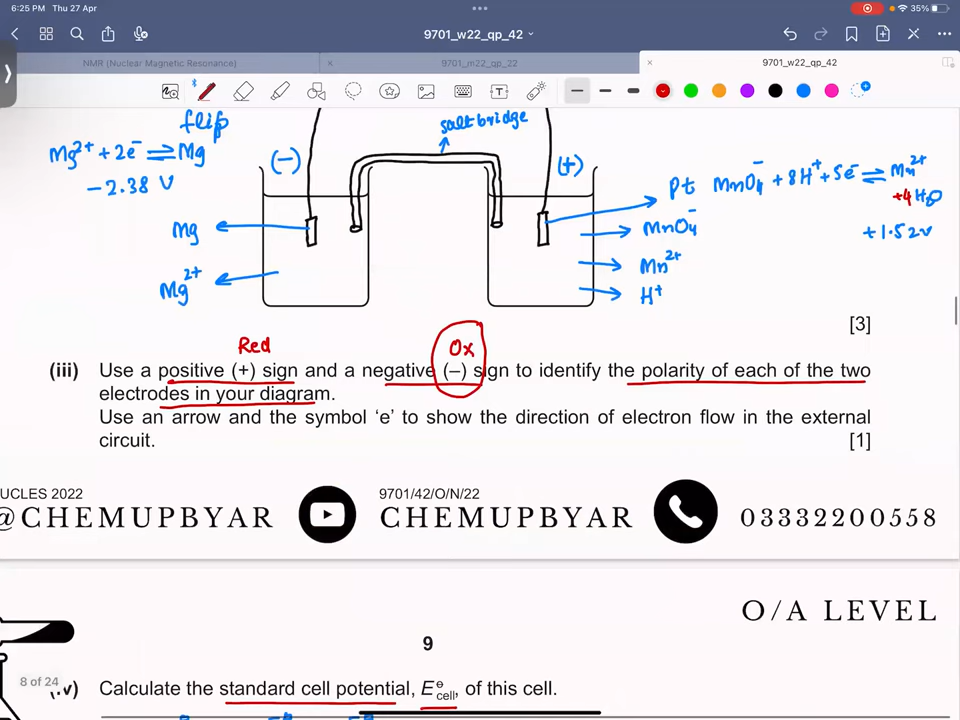 6:25 PM Thu 27 Apr
35%
9701_w22_qp_42
NMR (Nuclear Magnetic Resonance)
9701_m22_qp_22
9701_w22_qp_42
flip
Mg²⁺ + 2e⁻ ⇌ Mg
−2.38 V
(−)
salt bridge
(+)
Pt
MnO₄⁻ + 8H⁺ + 5e⁻ ⇌ Mn²⁺
+4H₂O
+1.52V
Mg
MnO₄⁻
Mg²⁺
Mn²⁺
H⁺
[3]
Red
Ox
(iii) Use a positive (+) sign and a negative (–) sign to identify the polarity of each of the two
electrodes in your diagram.
Use an arrow and the symbol ‘e’ to show the direction of electron flow in the external
circuit. [1]
UCLES 2022
9701/42/O/N/22
@CHEMUPBYAR
CHEMUPBYAR
03332200558
O/A LEVEL
9
8 of 24
(iv) Calculate the standard cell potential, E⦵cell, of this cell.